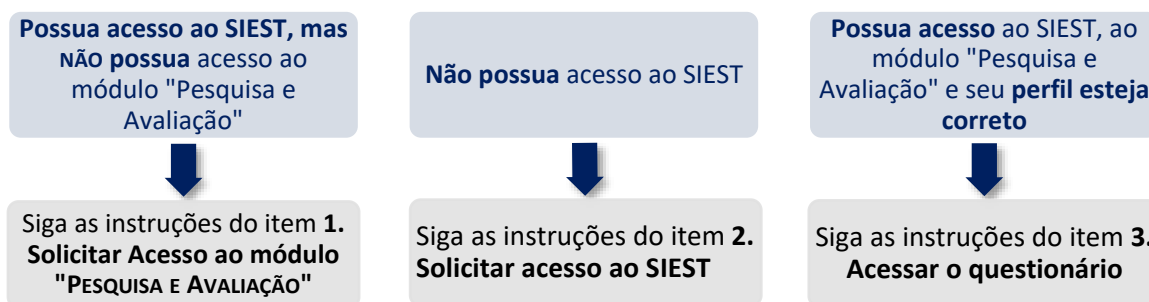 Possua acesso ao SIEST, mas
NÃO possua acesso ao
módulo "Pesquisa e
Avaliação"
Siga as instruções do item 1.
Solicitar Acesso ao módulo
"PESQUISA E AVALIAÇÃO"
Não possua acesso ao SIEST
Siga as instruções do item 2.
Solicitar acesso ao SIEST
Possua acesso ao SIEST, ao
módulo "Pesquisa e
Avaliação" e seu perfil esteja
correto
Siga as instruções do item 3.
Acessar o questionário